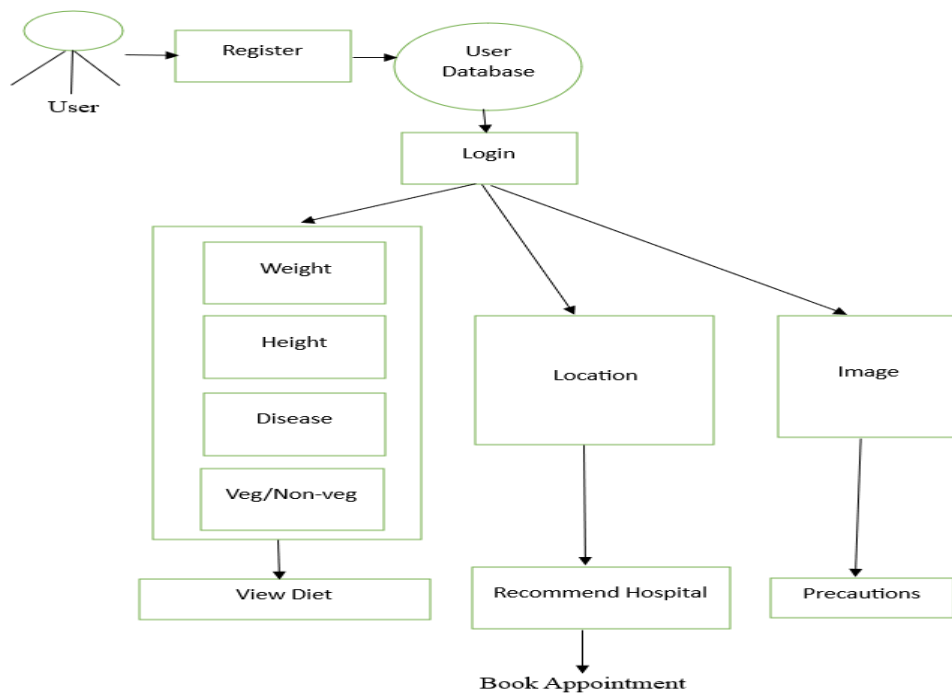 User
Register
User
Database
Login
Weight
Height
Disease
Veg/Non-veg
View Diet
Location
Recommend Hospital
Book Appointment
Image
Precautions